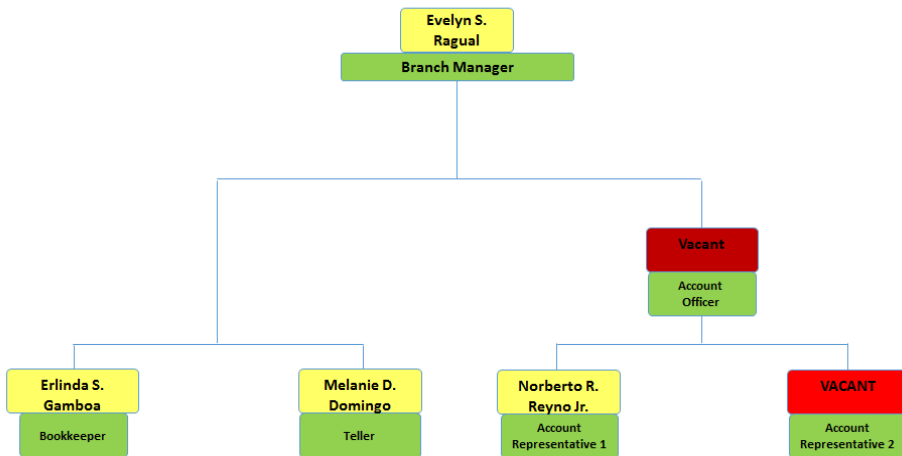 Evelyn S.
Ragual
Branch Manager
Vacant
Account
Officer
Erlinda S.
Gamboa
Bookkeeper
Melanie D.
Domingo
Teller
Norberto R.
Reyno Jr.
Account
Representative 1
VACANT
Account
Representative 2